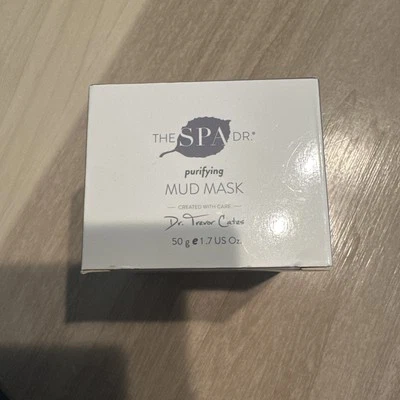 THE SPA DR.®
purifying
MUD MASK
CREATED WITH CARE
Dr. Trevor Cates
50 g e 1.7 US Oz.